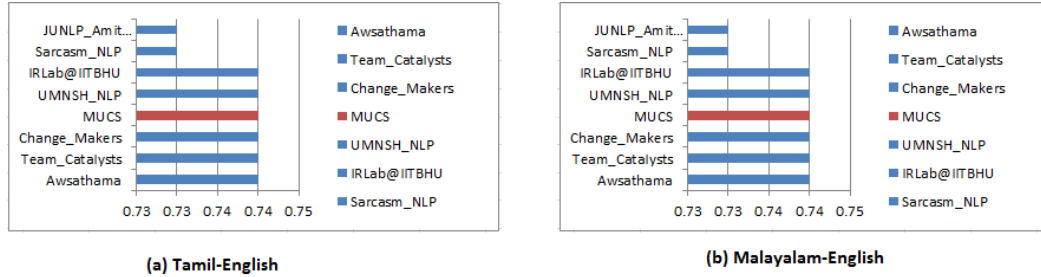 JUNLP_Amit...
Sarcasm_NLP
IRLab@IITBHU
UMNSH_NLP
MUCS
Change_Makers
Team_Catalysts
Awsathama
0.73 0.73 0.74 0.74 0.75
Awsathama
Team_Catalysts
Change_Makers
MUCS
UMNSH_NLP
IRLab@IITBHU
Sarcasm_NLP
(a) Tamil-English
JUNLP_Amit...
Sarcasm_NLP
IRLab@IITBHU
UMNSH_NLP
MUCS
Change_Makers
Team_Catalysts
Awsathama
0.73 0.73 0.74 0.74 0.75
Awsathama
Team_Catalysts
Change_Makers
MUCS
UMNSH_NLP
IRLab@IITBHU
Sarcasm_NLP
(b) Malayalam-English